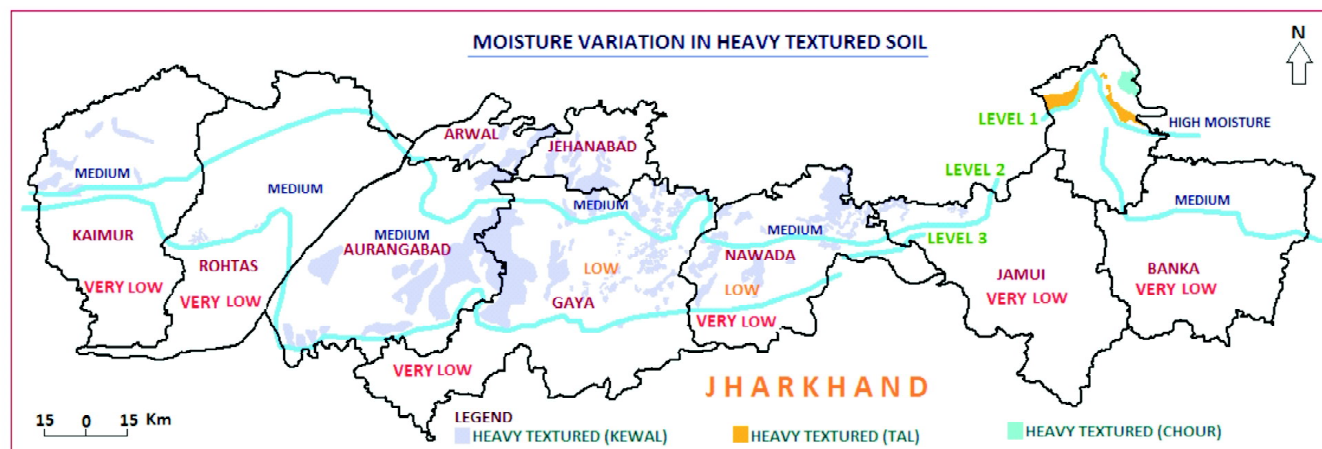 MOISTURE VARIATION IN HEAVY TEXTURED SOIL
N
LEVEL 1
HIGH MOISTURE
ARWAL
JEHANABAD
LEVEL 2
MEDIUM
MEDIUM
MEDIUM
MEDIUM
MEDIUM
MEDIUM
KAIMUR
AURANGABAD
LEVEL 3
ROHTAS
NAWADA
LOW
JAMUI
BANKA
VERY LOW
VERY LOW
GAYA
LOW
VERY LOW
VERY LOW
VERY LOW
VERY LOW
JHARKHAND
15 0 15 Km
LEGEND
HEAVY TEXTURED (KEWAL)
HEAVY TEXTURED (TAL)
HEAVY TEXTURED (CHOUR)